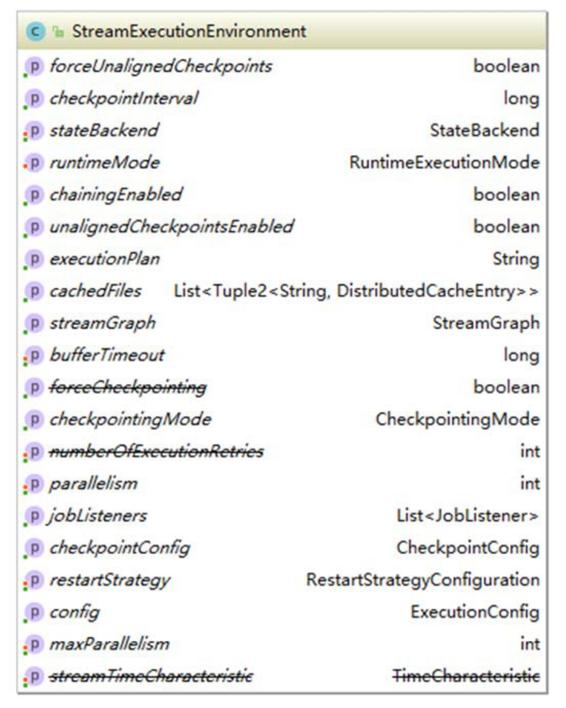 C StreamExecutionEnvironment
p forceUnalignedCheckpoints boolean
p checkpointInterval long
p stateBackend StateBackend
p runtimeMode RuntimeExecutionMode
p chainingEnabled boolean
p unalignedCheckpointsEnabled boolean
p executionPlan String
p cachedFiles List<Tuple2<String, DistributedCacheEntry>>
p streamGraph StreamGraph
p bufferTimeout long
p forceCheckpointing boolean
p checkpointingMode CheckpointingMode
p numberOfExecutionRetries int
p parallelism int
p jobListeners List<JobListener>
p checkpointConfig CheckpointConfig
p restartStrategy RestartStrategyConfiguration
p config ExecutionConfig
p maxParallelism int
p streamTimeCharacteristic TimeCharacteristic